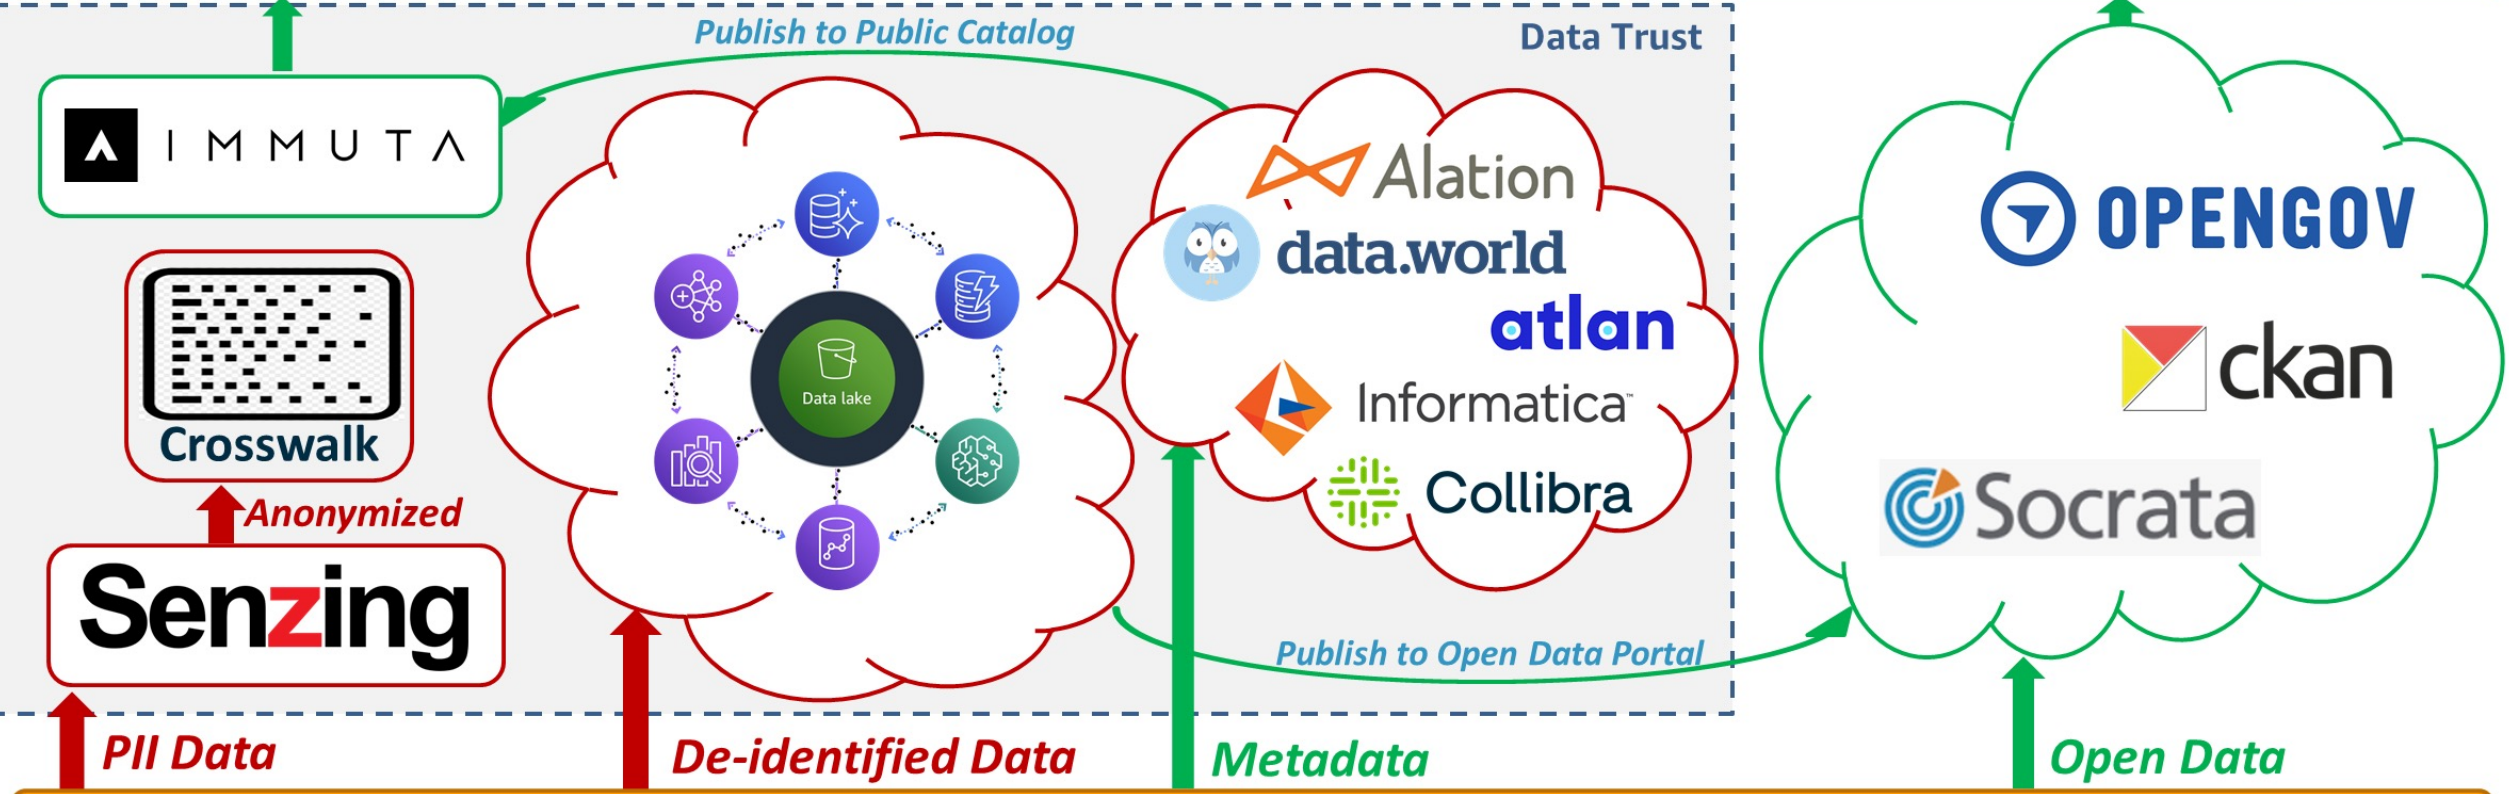 Publish to Public Catalog
Data Trust
IMMUTA
Crosswalk
Anonymized
Senzing
Data lake
Alation
data.world
atlan
Informatica™
Collibra
OPENGOV
ckan
Socrata
Publish to Open Data Portal
PII Data
De-identified Data
Metadata
Open Data